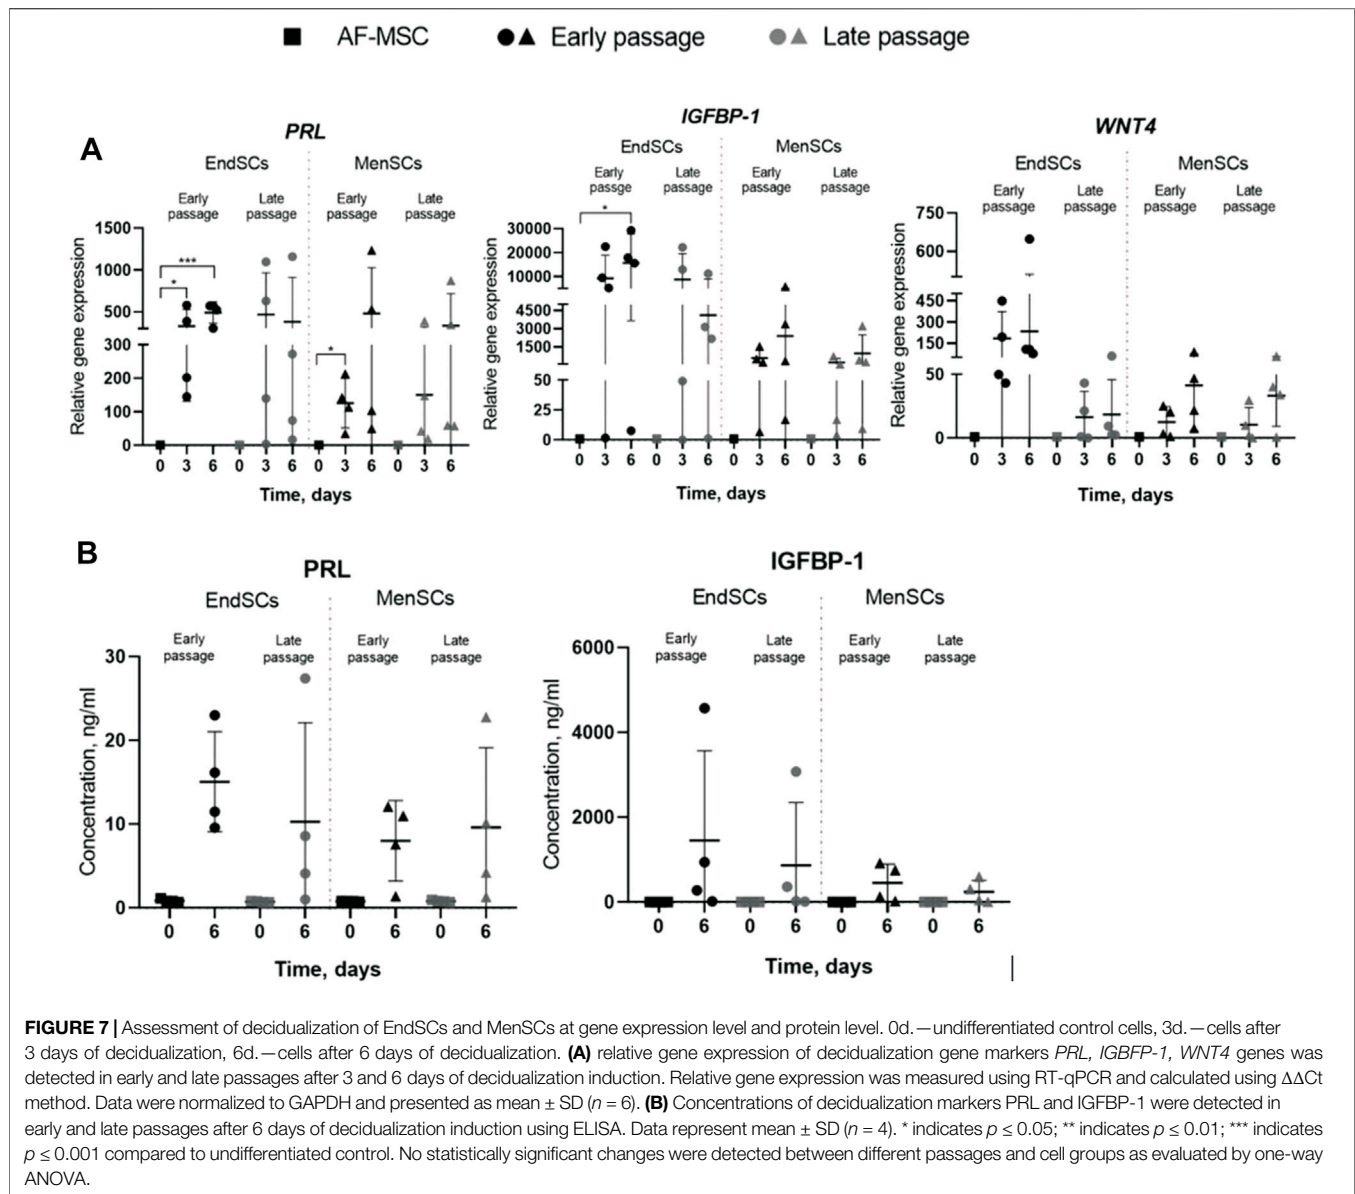 AF-MSC Early passage Late passage
A
PRL
EndSCs MenSCs
Early passage Late passage Early passage Late passage
Relative gene expression
1500
1000
500
300
200
100
0
0 3 6 0 3 6 0 3 6 0 3 6
*** * *
Time, days
IGFBP-1
EndSCs MenSCs
Early passge Late passage Early passage Late passage
Relative gene expression
30000
20000
10000
4500
3000
1500
50
25
0
0 3 6 0 3 6 0 3 6 0 3 6
*
Time, days
WNT4
EndSCs MenSCs
Early passage Late passage Early passage Late passage
Relative gene expression
750
600
450
300
150
50
0
0 3 6 0 3 6 0 3 6 0 3 6
Time, days
B
PRL
EndSCs MenSCs
Early passage Late passage Early passage Late passage
Concentration, ng/ml
30
20
10
0
0 6 0 6 0 6 0 6
Time, days
IGFBP-1
EndSCs MenSCs
Early passage Late passage Early passage Late passage
Concentration, ng/ml
6000
4000
2000
0
0 6 0 6 0 6 0 6
Time, days
FIGURE 7 | Assessment of decidualization of EndSCs and MenSCs at gene expression level and protein level. 0d.—undifferentiated control cells, 3d.—cells after
3 days of decidualization, 6d.—cells after 6 days of decidualization. (A) relative gene expression of decidualization gene markers PRL, IGBFP-1, WNT4 genes was
detected in early and late passages after 3 and 6 days of decidualization induction. Relative gene expression was measured using RT-qPCR and calculated using ΔΔCt
method. Data were normalized to GAPDH and presented as mean ± SD (n = 6). (B) Concentrations of decidualization markers PRL and IGFBP-1 were detected in
early and late passages after 6 days of decidualization induction using ELISA. Data represent mean ± SD (n = 4). * indicates p ≤ 0.05; ** indicates p ≤ 0.01; *** indicates
p ≤ 0.001 compared to undifferentiated control. No statistically significant changes were detected between different passages and cell groups as evaluated by one-way
ANOVA.